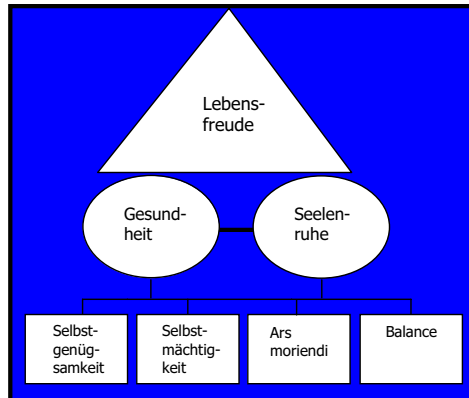 Lebens-
freude
Gesund-
heit
Seelen-
ruhe
Selbst-
genüg-
samkeit
Selbst-
mächtig-
keit
Ars
moriendi
Balance